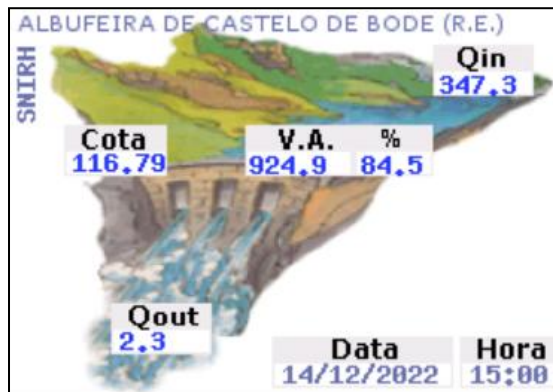 ALBUFEIRA DE CASTELO DE BODE (R.E.)
SNIRH
Qin
347.3
Cota
116.79
V.A. %
924.9 84.5
Qout
2.3
Data Hora
14/12/2022 15:00